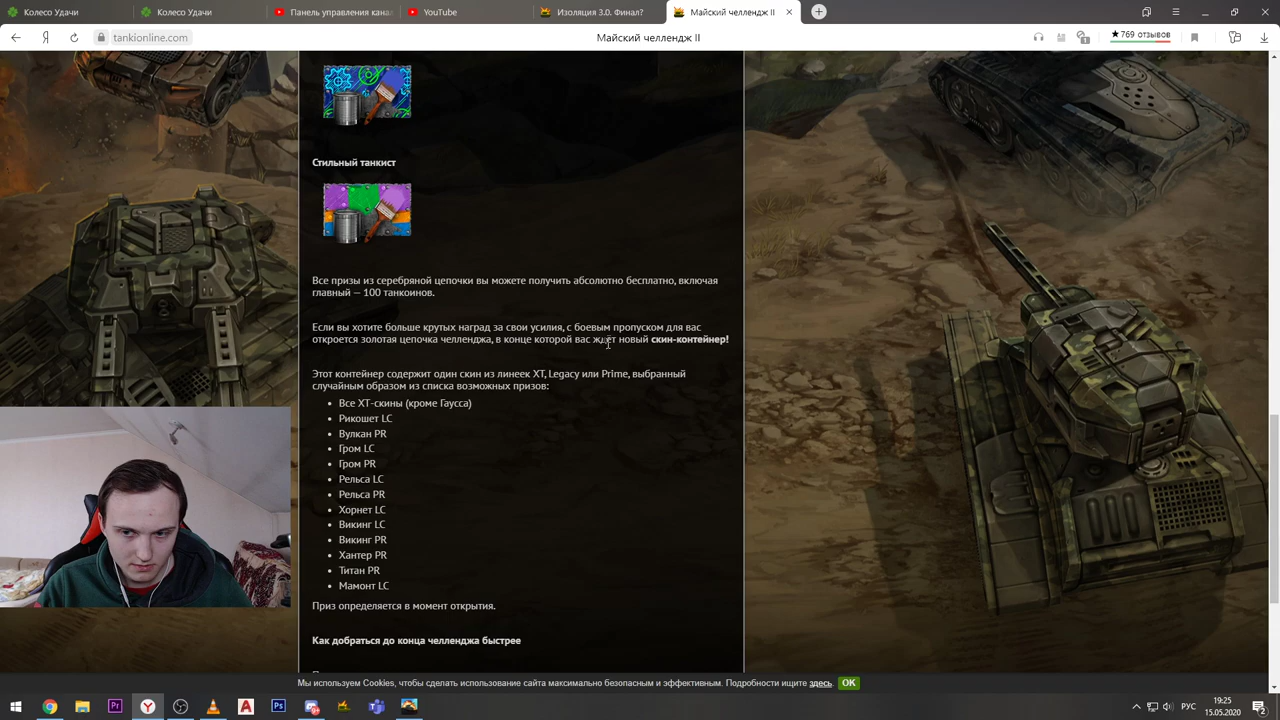 Колесо Удачи
Колесо Удачи
Панель управления канал
YouTube
Изоляция 3.0. Финал?
Майский челлендж II
tankionline.com
Майский челлендж II
★ 769 отзывов
Стильный танкист
Все призы из серебряной цепочки вы можете получить абсолютно бесплатно, включая
главный — 100 танкоинов.
Если вы хотите больше крутых наград за свои усилия, с боевым пропуском для вас
откроется золотая цепочка челленджа, в конце которой вас ждёт новый скин-контейнер!
Этот контейнер содержит один скин из линеек XT, Legacy или Prime, выбранный
случайным образом из списка возможных призов:
• Все ХТ-скины (кроме Гаусса)
• Рикошет LC
• Вулкан PR
• Гром LC
• Гром PR
• Рельса LC
• Рельса PR
• Хорнет LC
• Викинг LC
• Викинг PR
• Хантер PR
• Титан PR
• Мамонт LC
Приз определяется в момент открытия.
Как добраться до конца челленджа быстрее
Мы используем Cookies, чтобы сделать использование сайта максимально безопасным и эффективным. Подробности ищите здесь. OK
19:25
РУС
15.05.2020